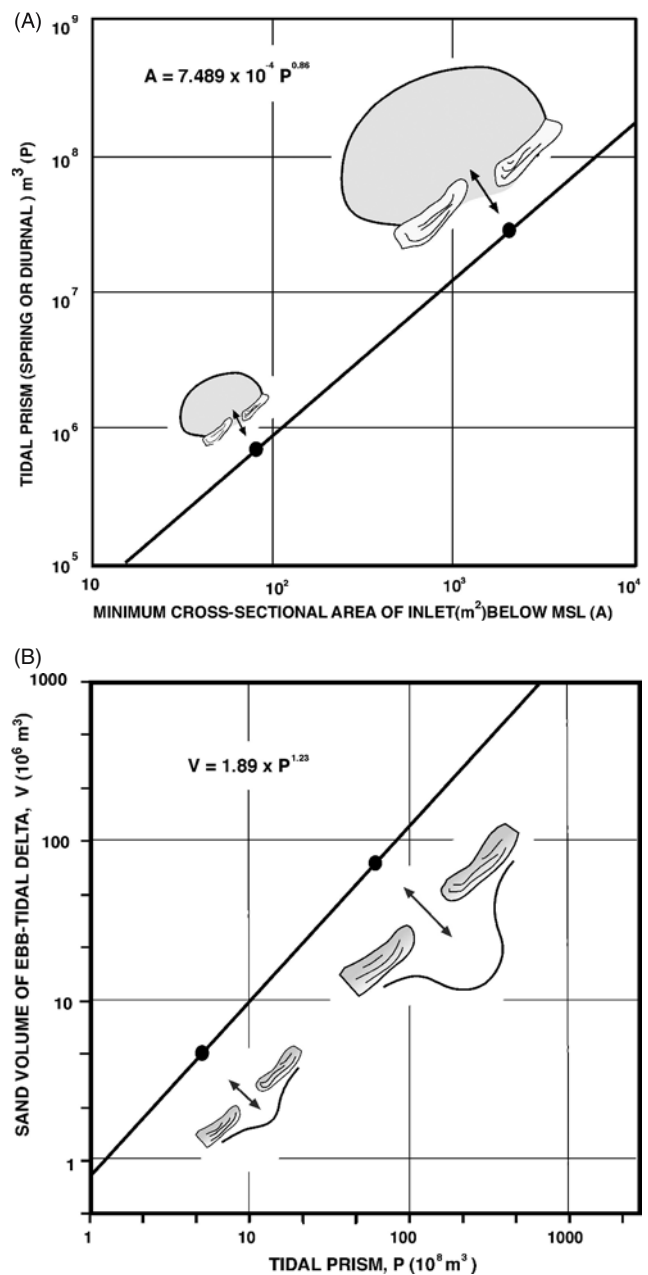 (A)
10⁹
A = 7.489 x 10⁻⁴ P⁰·⁸⁶
10⁸
10⁷
10⁶
10⁵
TIDAL PRISM (SPRING OR DIURNAL ) m³ (P)
10 10² 10³ 10⁴
MINIMUM CROSS-SECTIONAL AREA OF INLET(m²)BELOW MSL (A)
(B)
1000
V = 1.89 x P¹·²³
100
10
1
SAND VOLUME OF EBB-TIDAL DELTA, V (10⁶ m³)
1 10 100 1000
TIDAL PRISM, P (10⁸ m³)